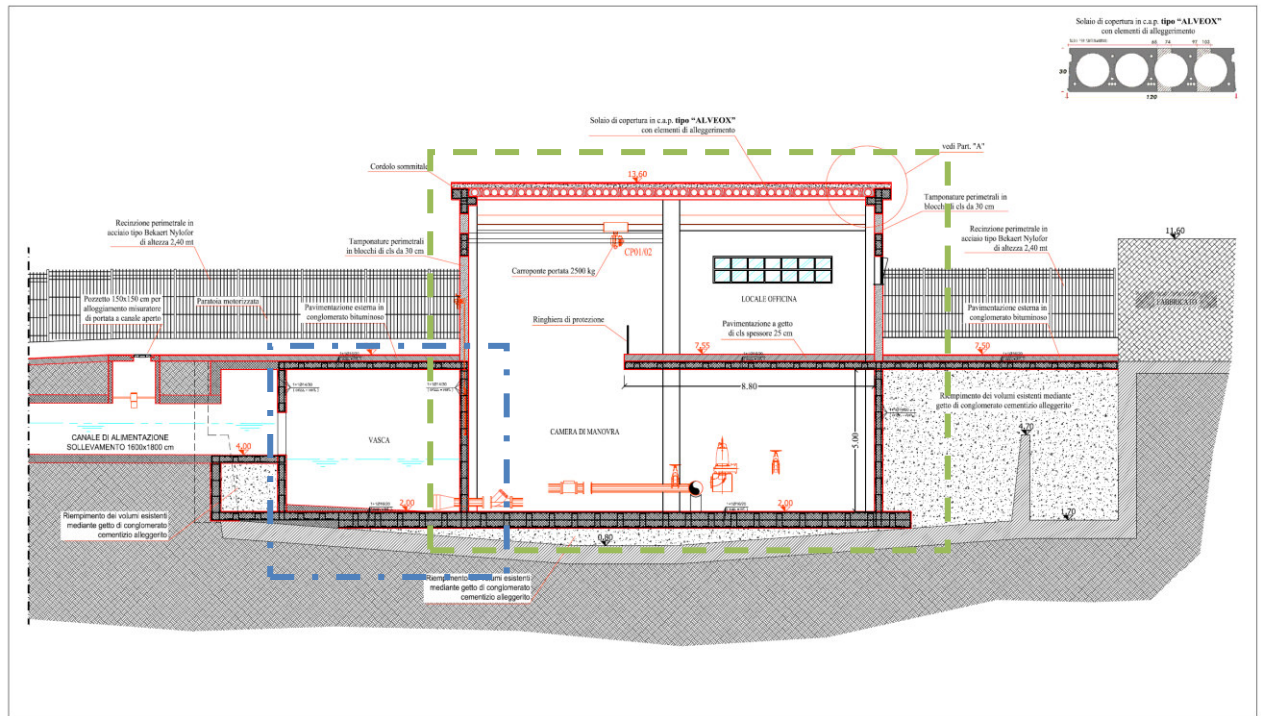 Solaio di copertura in c.a.p. tipo “ALVEOX”
con elementi di alleggerimento
30
120
Solaio di copertura in c.a.p. tipo “ALVEOX”
con elementi di alleggerimento
vedi Part. "A"
Cordolo sommitale
13.60
Tamponature perimetrali in
blocchi di cls da 30 cm
Recinzione perimetrale in
acciaio tipo Bekaert Nylofor
di altezza 2,40 mt
Tamponature perimetrali
in blocchi di cls da 30 cm
CP01/02
Carroponte portata 2500 kg
Recinzione perimetrale in
acciaio tipo Bekaert Nylofor
di altezza 2,40 mt
11.60
Pozzetto 150x150 cm per
alloggiamento misuratore
di portata a canale aperto
Paratoia motorizzata
Pavimentazione esterna in
conglomerato bituminoso
LOCALE OFFICINA
Ringhiera di protezione
Pavimentazione a getto
di cls spessore 25 cm
Pavimentazione esterna in
conglomerato bituminoso
FABBRICATO
7.55
7.50
8.80
Riempimento dei volumi esistenti mediante
getto di conglomerato cementizio alleggerito
CANALE DI ALIMENTAZIONE
SOLLEVAMENTO 1600x1800 cm
VASCA
CAMERA DI MANOVRA
5.00
4.70
4.00
2.00
2.00
Riempimento dei volumi esistenti
mediante getto di conglomerato
cementizio alleggerito
0.80
Riempimento dei volumi esistenti
mediante getto di conglomerato
cementizio alleggerito